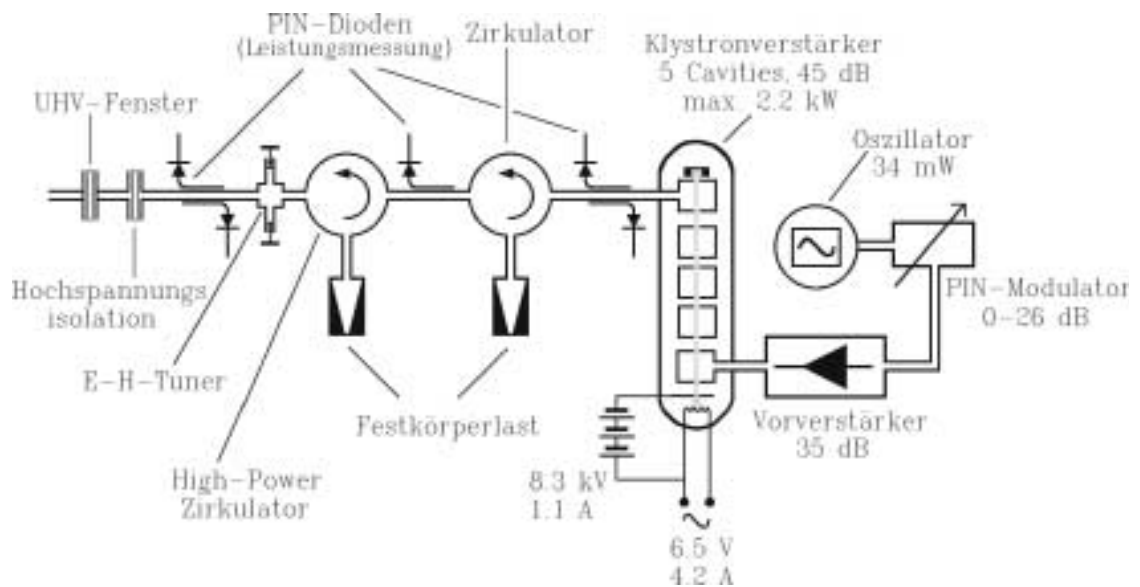 PIN-Dioden
(Leistungsmessung)
Zirkulator
Klystronverstärker
5 Cavities, 45 dB
max 2.2 kW
UHV-Fenster
Oszillator
34 mW
Hochspannungs
isolation
PIN-Modulator
0-26 dB
E-H-Tuner
Festkörperlast
Vorverstärker
35 dB
High-Power
Zirkulator
8.3 kV
1.1 A
6.5 V
4.2 A